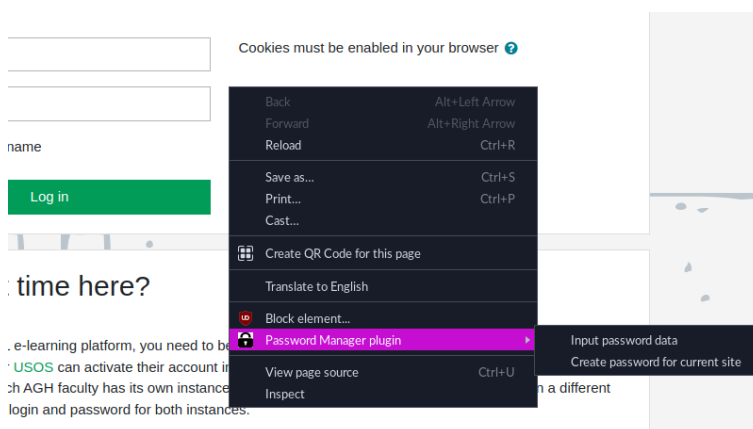 Cookies must be enabled in your browser
name
Log in
Back Alt+Left Arrow
Forward Alt+Right Arrow
Reload Ctrl+R
Save as... Ctrl+S
Print... Ctrl+P
Cast...
Create QR Code for this page
Translate to English
Block element...
Password Manager plugin
View page source Ctrl+U
Inspect
Input password data
Create password for current site
time here?
e-learning platform, you need to be
USOS can activate their account in
ch AGH faculty has its own instance n a different
login and password for both instances.